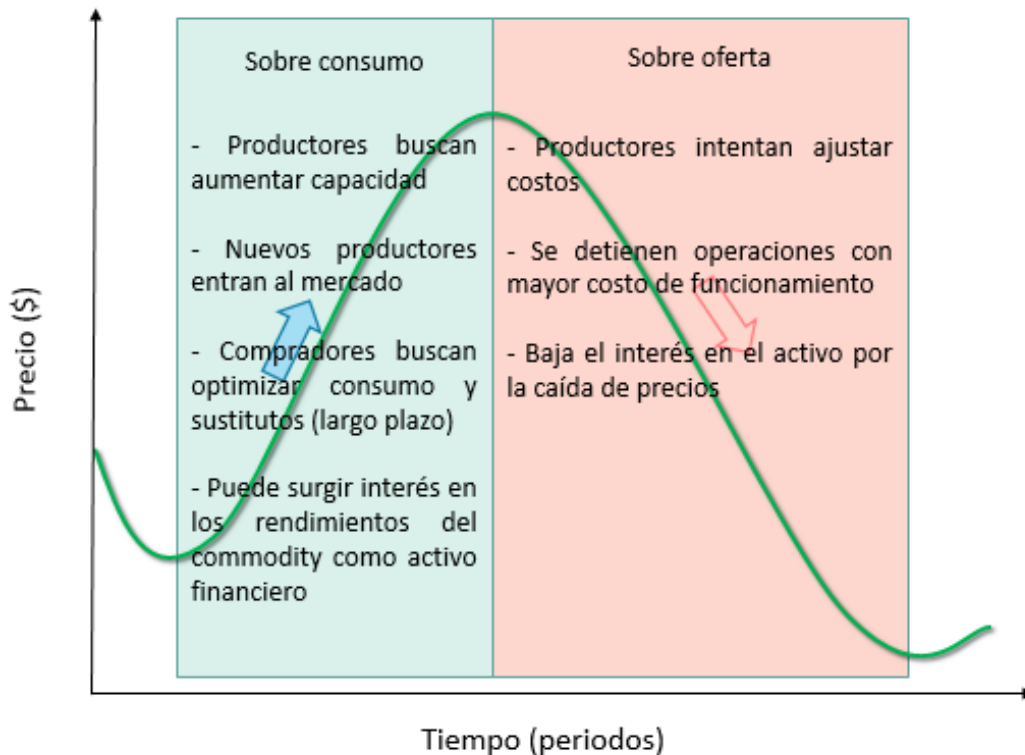 Precio ($)
Sobre consumo
- Productores buscan
aumentar capacidad
- Nuevos productores
entran al mercado
- Compradores buscan
optimizar consumo y
sustitutos (largo plazo)
- Puede surgir interés en
los rendimientos del
commodity como activo
financiero
Sobre oferta
- Productores intentan ajustar
costos
- Se detienen operaciones con
mayor costo de funcionamiento
- Baja el interés en el activo por
la caída de precios
Tiempo (periodos)